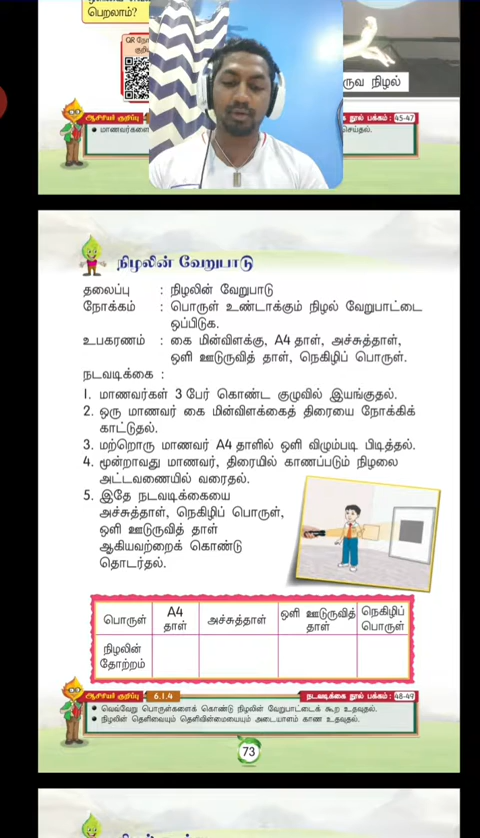 பெறலாம்?
ருவ நிழல்
ஆசிரியர் குறிப்பு
நூல் பக்கம் : 45-47
● மாணவர்களை
செய்தல்.
நிழலின் வேறுபாடு
தலைப்பு : நிழலின் வேறுபாடு
நோக்கம் : பொருள் உண்டாக்கும் நிழல் வேறுபாட்டை
ஒப்பிடுக.
உபகரணம் : கை மின்விளக்கு, A4 தாள், அச்சுத்தாள்,
ஒளி ஊடுருவித் தாள், நெகிழிப் பொருள்.
நடவடிக்கை :
1. மாணவர்கள் 3 பேர் கொண்ட குழுவில் இயங்குதல்.
2. ஒரு மாணவர் கை மின்விளக்கைத் திரையை நோக்கிக்
காட்டுதல்.
3. மற்றொரு மாணவர் A4 தாளில் ஒளி விழும்படி பிடித்தல்.
4. மூன்றாவது மாணவர், திரையில் காணப்படும் நிழலை
அட்டவணையில் வரைதல்.
5. இதே நடவடிக்கையை
அச்சுத்தாள், நெகிழிப் பொருள்,
ஒளி ஊடுருவித் தாள்
ஆகியவற்றைக் கொண்டு
தொடர்தல்.
பொருள் A4 தாள் அச்சுத்தாள் ஒளி ஊடுருவித் தாள் நெகிழிப் பொருள்
நிழலின்
தோற்றம்
ஆசிரியர் குறிப்பு 6.1.4 நடவடிக்கை நூல் பக்கம் : 48-49
● வெவ்வேறு பொருள்களைக் கொண்டு நிழலின் வேறுபாட்டைக் கூற உதவுதல்.
● நிழலின் தெளிவையும் தெளிவின்மையையும் அடையாளம் காண உதவுதல்.
73